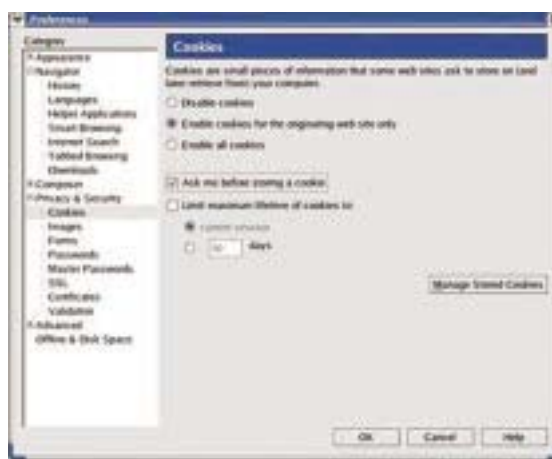 Preferences
Category
Appearance
Navigator
History
Languages
Helper Applications
Smart Browsing
Internet Search
Tabbed Browsing
Downloads
Composer
Privacy & Security
Cookies
Images
Forms
Passwords
Master Passwords
SSL
Certificates
Validation
Advanced
Offline & Disk Space
Cookies
Cookies are small pieces of information that some web sites ask to store on (and
later retrieve from) your computer.
Disable cookies
Enable cookies for the originating web site only
Enable all cookies
Ask me before storing a cookie
Limit maximum lifetime of cookies to:
current session
days
Manage Stored Cookies
OK
Cancel
Help